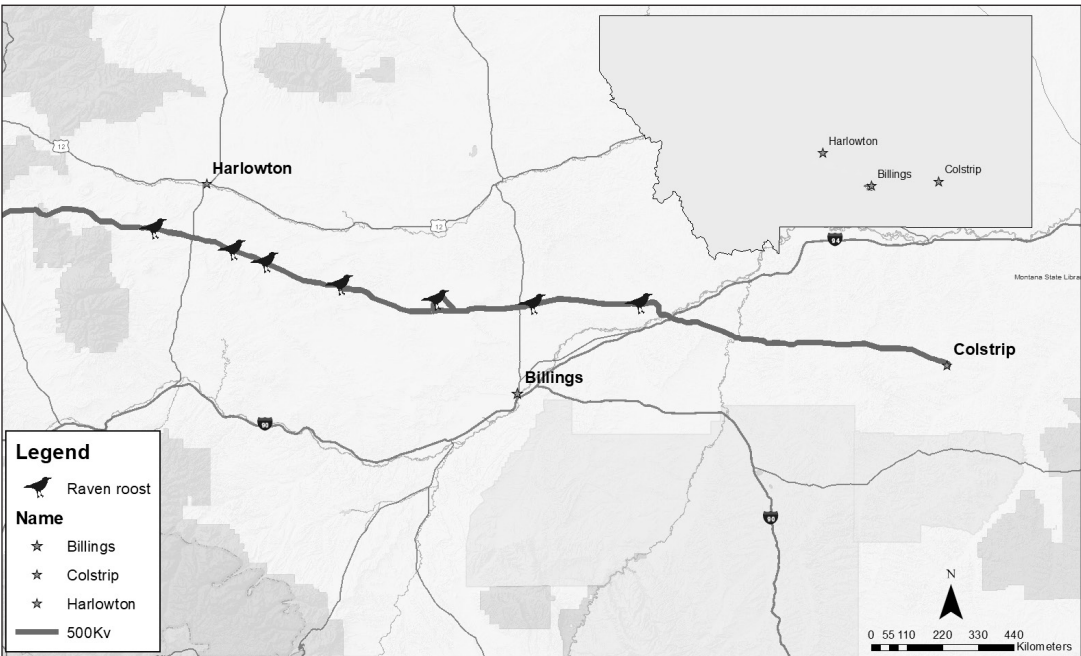 Harlowton
Billings
Colstrip
12
Harlowton
12
94
Montana State Libra
Colstrip
Billings
90
90
Legend
Raven roost
Name
Billings
Colstrip
Harlowton
500Kv
N
0 55 110 220 330 440
Kilometers